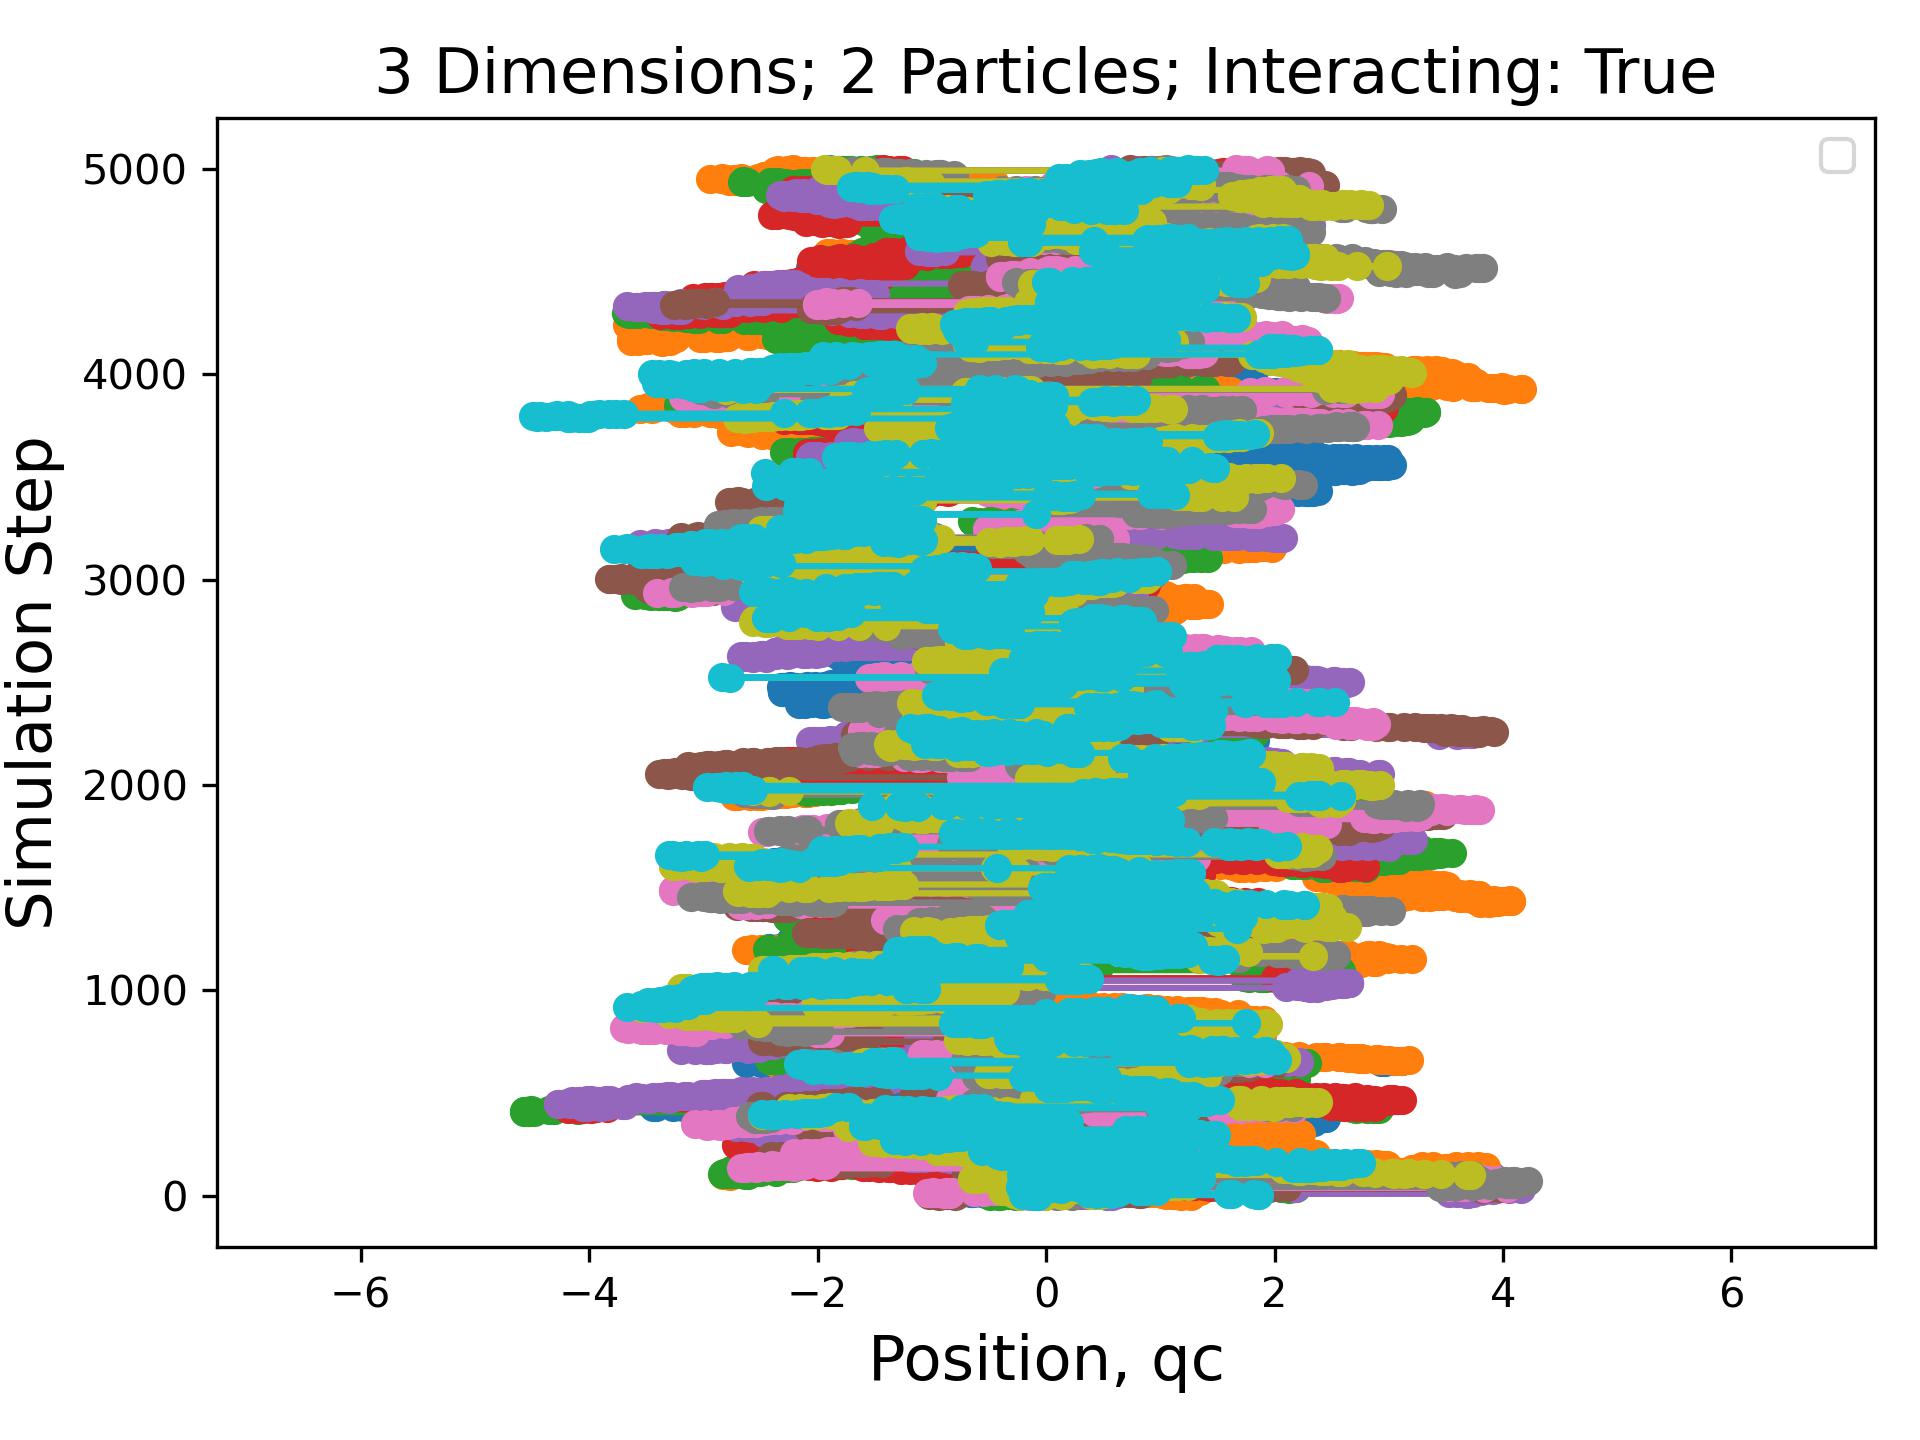 3 Dimensions; 2 Particles; Interacting: True
5000
4000
3000
2000
1000
0
Simulation Step
−6 −4 −2 0 2 4 6
Position, qc